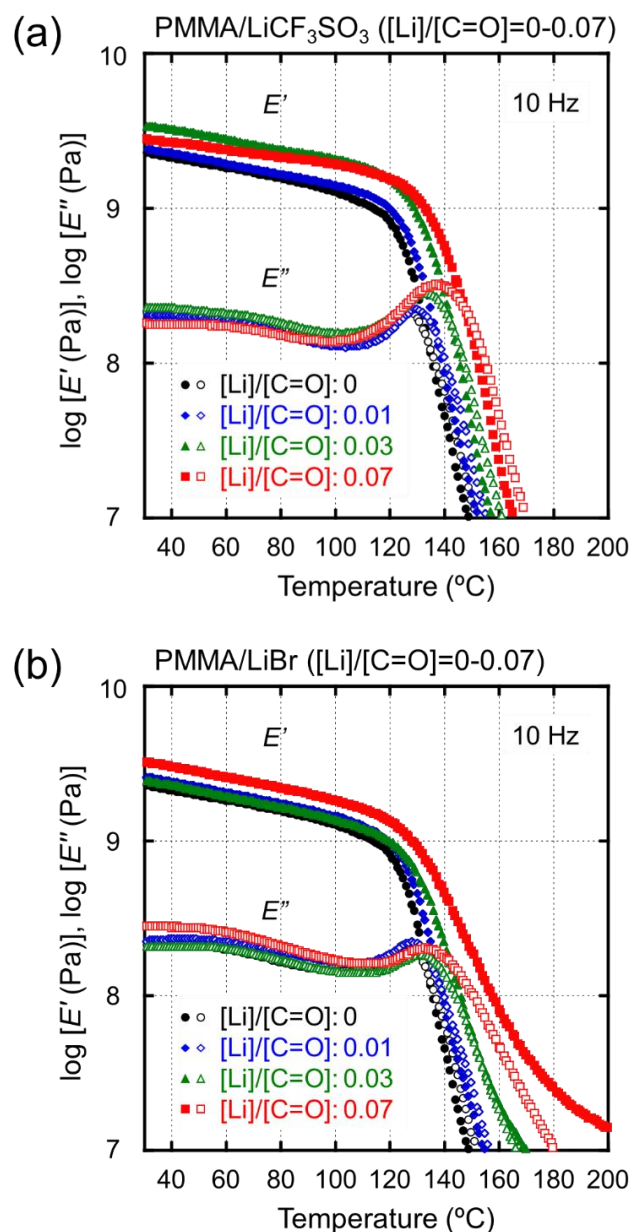 (a) PMMA/LiCF3SO3 ([Li]/[C=O]=0-0.07)
10
E'
10 Hz
9
E"
8
log [E' (Pa)], log [E" (Pa)]
[Li]/[C=O]: 0
[Li]/[C=O]: 0.01
[Li]/[C=O]: 0.03
[Li]/[C=O]: 0.07
7
40 60 80 100 120 140 160 180 200
Temperature (ºC)
(b) PMMA/LiBr ([Li]/[C=O]=0-0.07)
10
E'
10 Hz
9
E"
8
log [E' (Pa)], log [E" (Pa)]
[Li]/[C=O]: 0
[Li]/[C=O]: 0.01
[Li]/[C=O]: 0.03
[Li]/[C=O]: 0.07
7
40 60 80 100 120 140 160 180 200
Temperature (ºC)